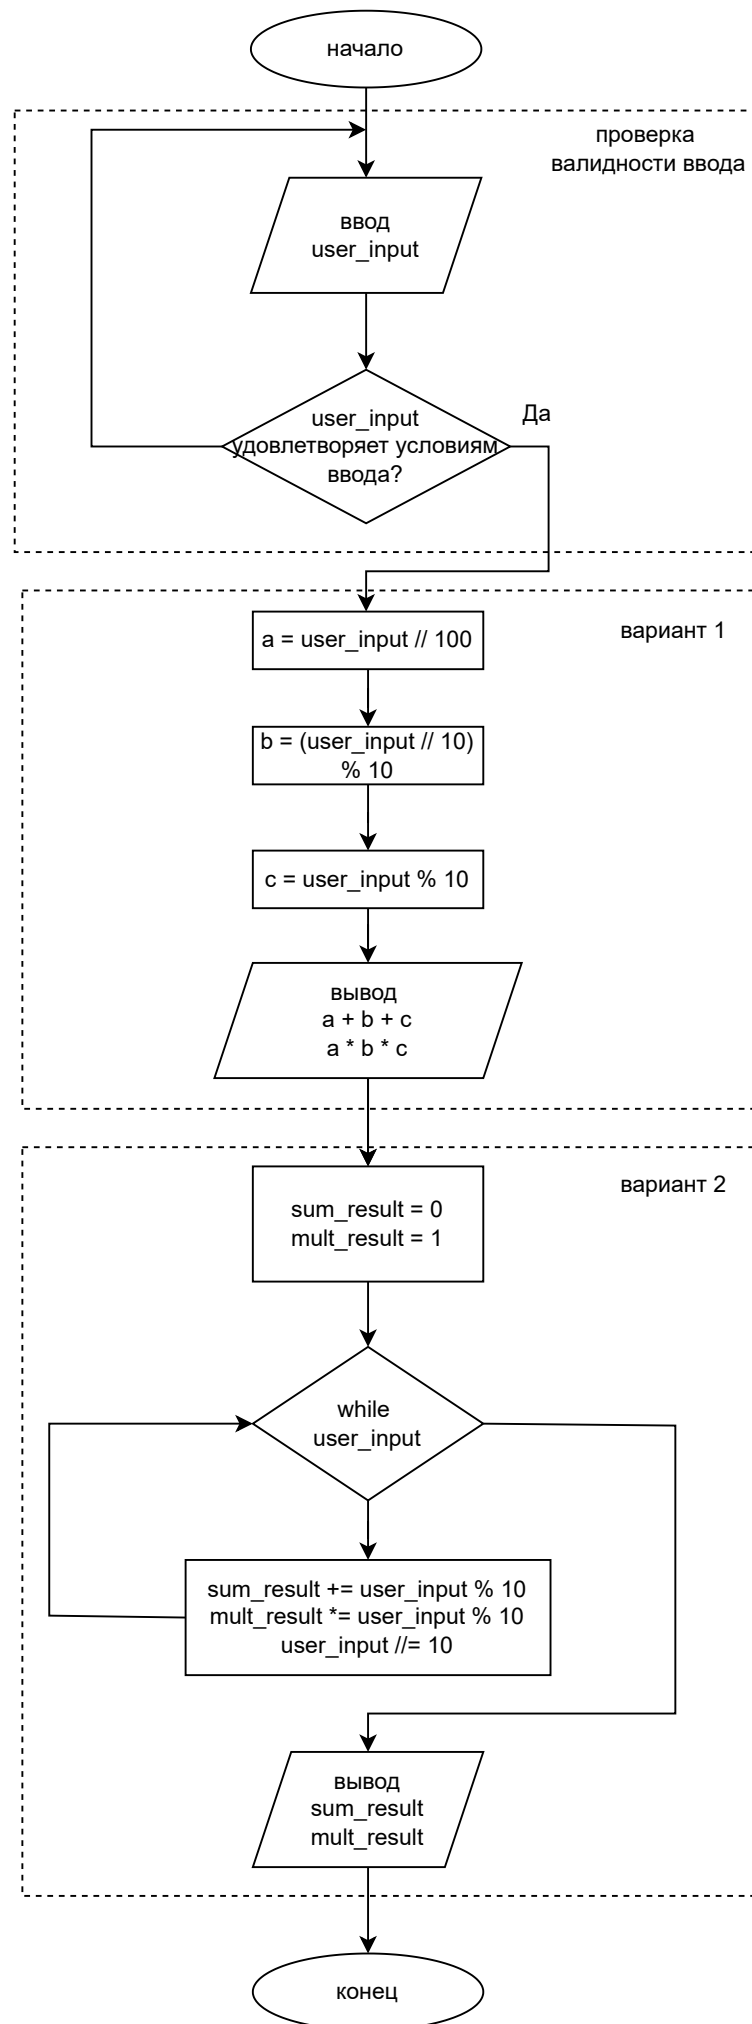 начало
проверка
валидности ввода
ввод
user_input
user_input
удовлетворяет условиям
ввода?
Да
a = user_input // 100
вариант 1
b = (user_input // 10)
% 10
c = user_input % 10
вывод
a + b + c
a * b * c
вариант 2
sum_result = 0
mult_result = 1
while
user_input
sum_result += user_input % 10
mult_result *= user_input % 10
user_input //= 10
вывод
sum_result
mult_result
конец